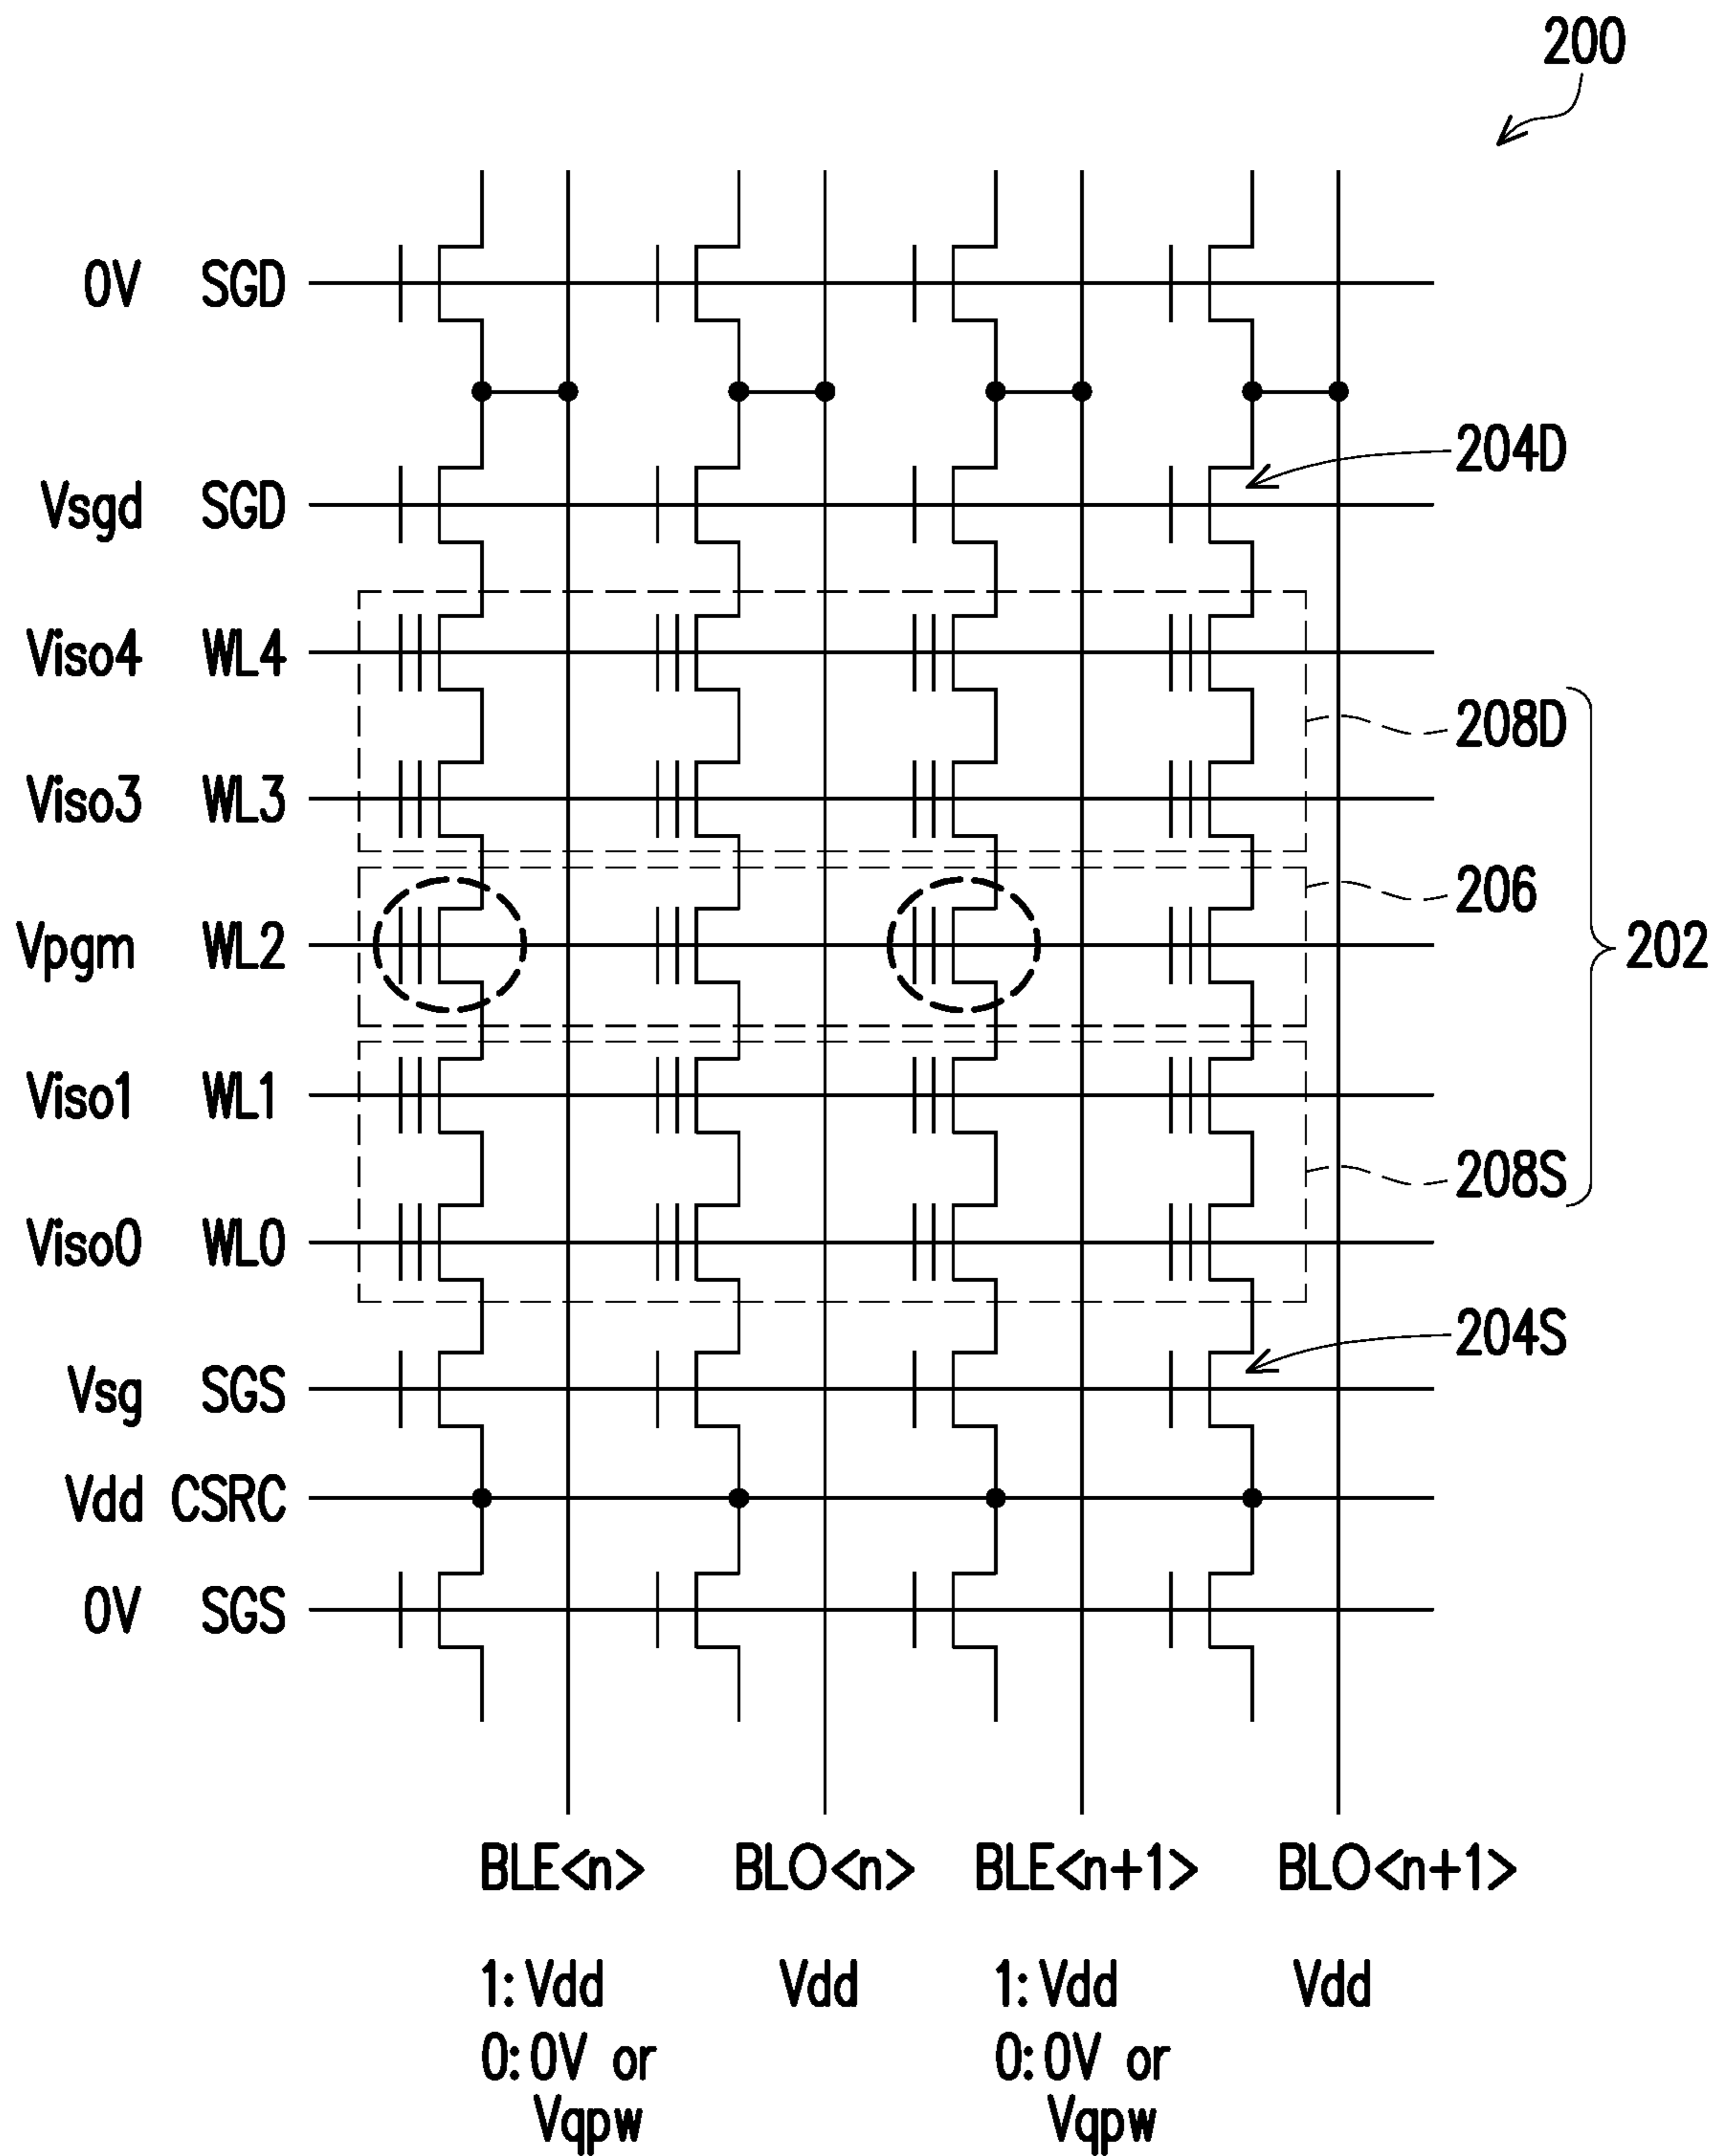 200
0V SGD
204D
Vsgd SGD
Viso4 WL4
208D
Viso3 WL3
206
Vpgm WL2
202
Viso1 WL1
208S
Viso0 WL0
204S
Vsg SGS
Vdd CSRC
0V SGS
BLE<n> BLO<n> BLE<n+1> BLO<n+1>
1: Vdd Vdd 1: Vdd Vdd
0: 0V or 0: 0V or
Vqpw Vqpw